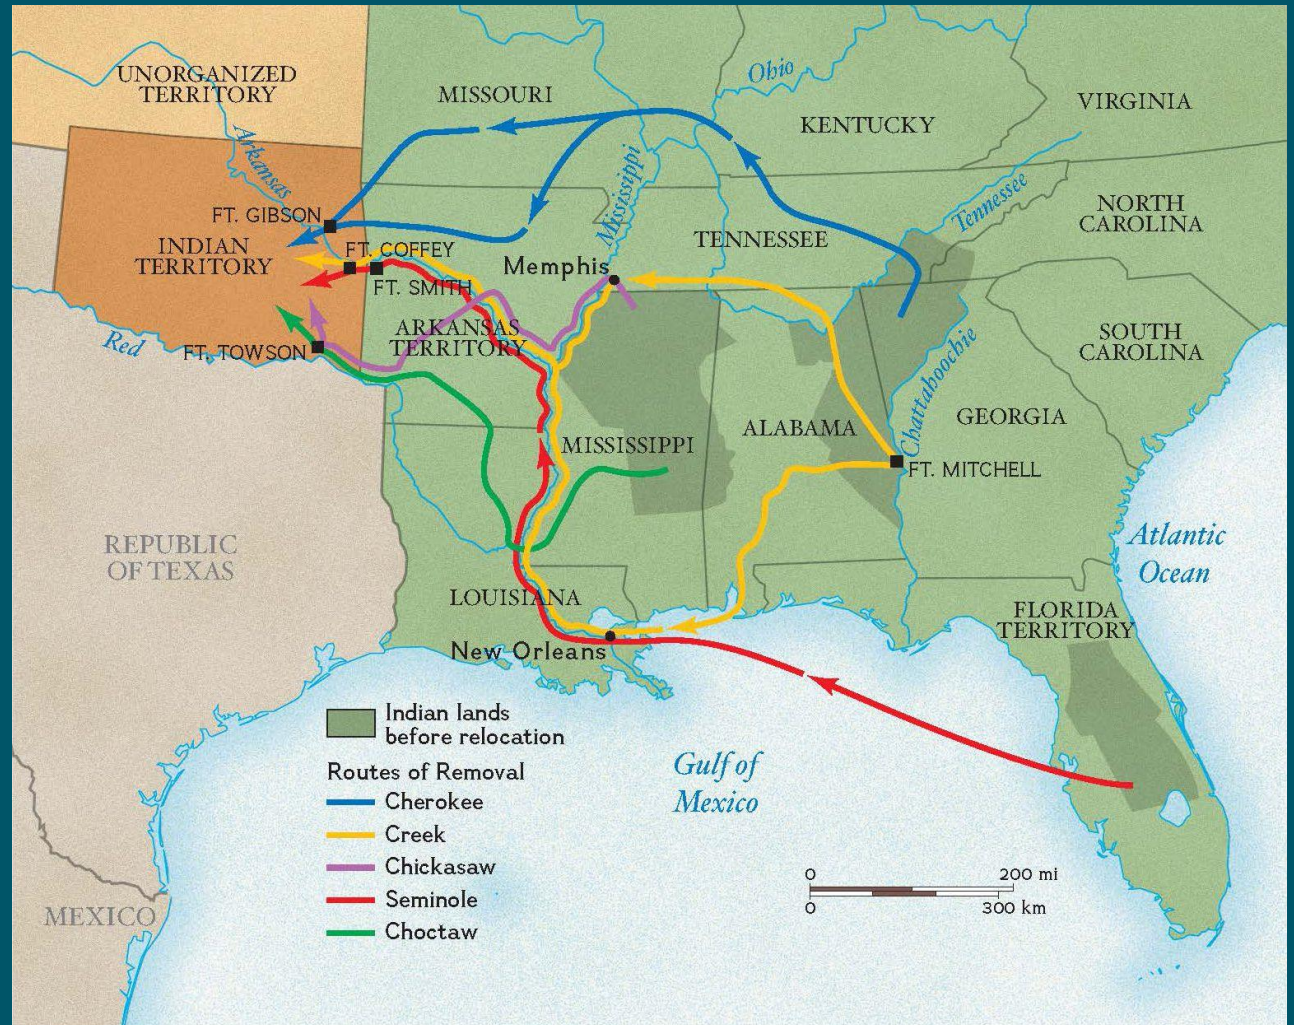 UNORGANIZED
TERRITORY
MISSOURI
Ohio
KENTUCKY
VIRGINIA
Arkansas
Mississippi
Tennessee
NORTH
CAROLINA
FT. GIBSON
INDIAN
TERRITORY
FT. COFFEY
FT. SMITH
Memphis
TENNESSEE
ARKANSAS
TERRITORY
Red
FT. TOWSON
SOUTH
CAROLINA
Chattahoochie
GEORGIA
MISSISSIPPI
ALABAMA
FT. MITCHELL
REPUBLIC
OF TEXAS
Atlantic
Ocean
LOUISIANA
New Orleans
FLORIDA
TERRITORY
Indian lands
before relocation
Routes of Removal
Cherokee
Creek
Chickasaw
Seminole
Choctaw
Gulf of
Mexico
0 200 mi
0 300 km
MEXICO